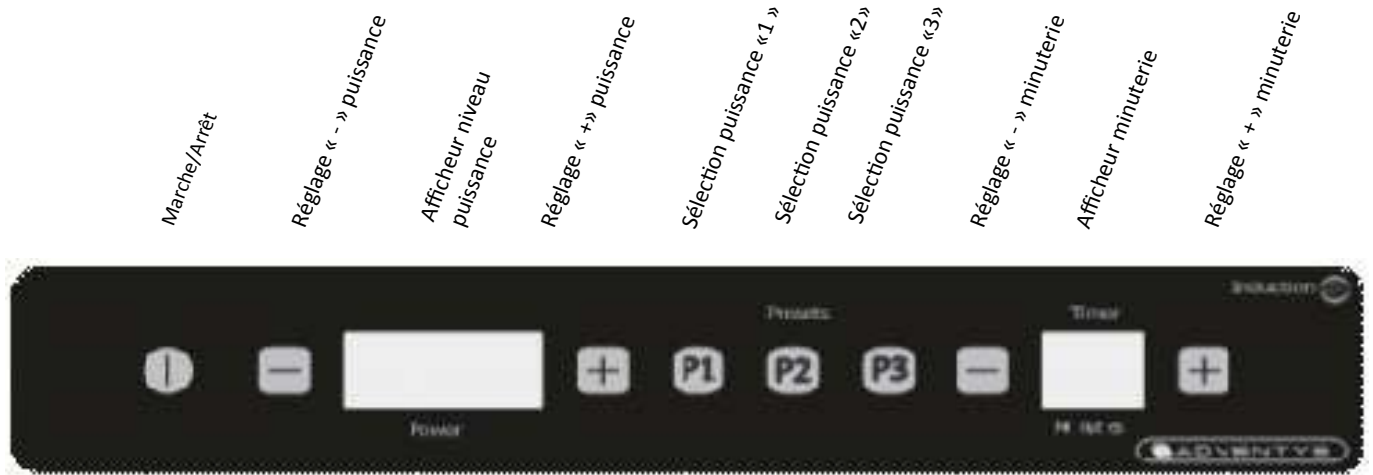 Marche/Arrêt
Réglage « - » puissance
Afficheur niveau
puissance
Réglage « +» puissance
Sélection puissance «1 »
Sélection puissance «2»
Sélection puissance «3»
Réglage « - » minuterie
Afficheur minuterie
Réglage « + » minuterie
Induction
Presets
Timer
P1
P2
P3
Power
ADVENTYS